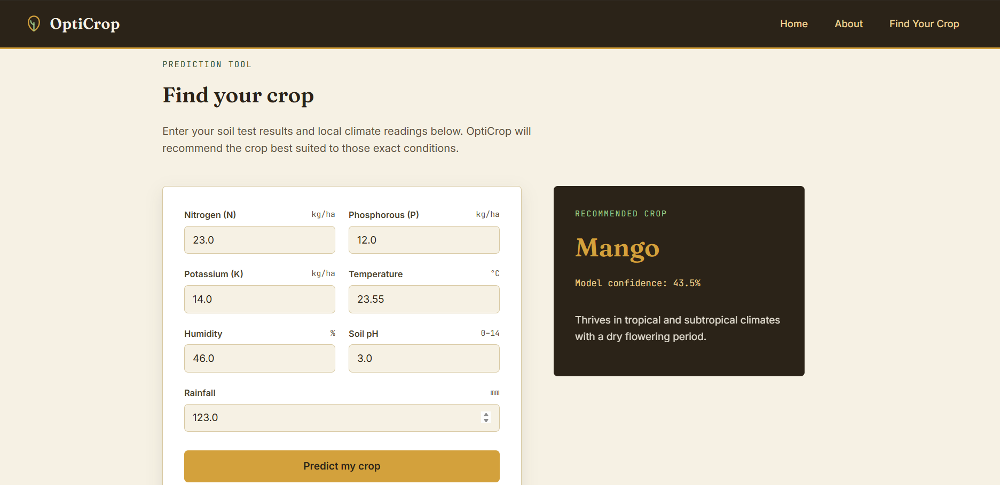 OptiCrop
Home
About
Find Your Crop
PREDICTION TOOL
Find your crop
Enter your soil test results and local climate readings below. OptiCrop will
recommend the crop best suited to those exact conditions.
Nitrogen (N)
kg/ha
23.0
Phosphorous (P)
kg/ha
12.0
Potassium (K)
kg/ha
14.0
Temperature
°C
23.55
Humidity
%
46.0
Soil pH
0–14
3.0
Rainfall
mm
123.0
Predict my crop
RECOMMENDED CROP
Mango
Model confidence: 43.5%
Thrives in tropical and subtropical climates
with a dry flowering period.